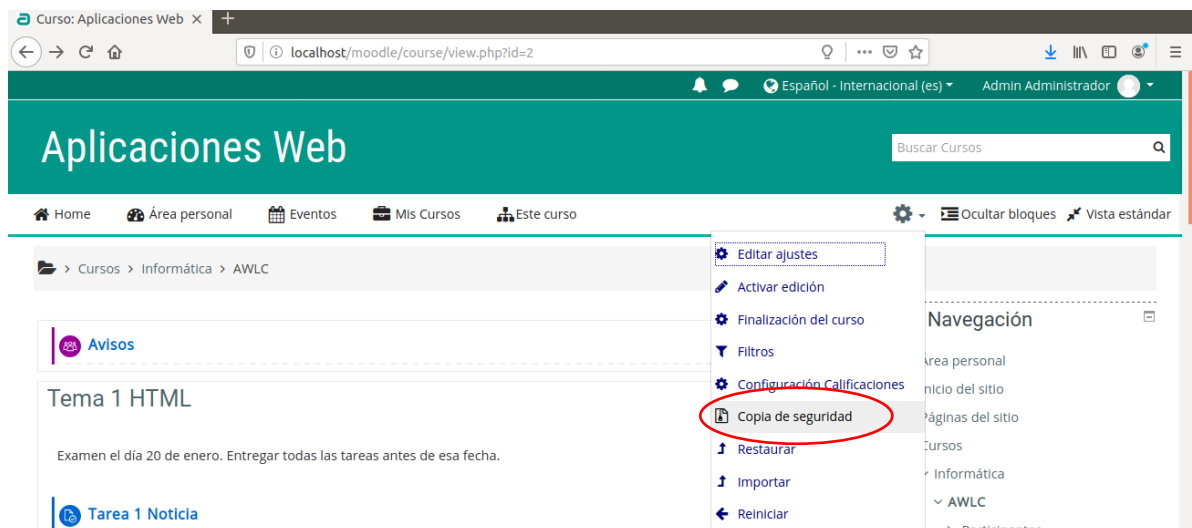 Curso: Aplicaciones Web
localhost/moodle/course/view.php?id=2
Español - Internacional (es)
Admin Administrador
Aplicaciones Web
Buscar Cursos
Home
Área personal
Eventos
Mis Cursos
Este curso
Ocultar bloques
Vista estándar
Cursos > Informática > AWLC
Editar ajustes
Activar edición
Finalización del curso
Filtros
Configuración Calificaciones
Copia de seguridad
Restaurar
Importar
Reiniciar
Avisos
Tema 1 HTML
Examen el día 20 de enero. Entregar todas las tareas antes de esa fecha.
Tarea 1 Noticia
Navegación
Área personal
Inicio del sitio
Páginas del sitio
Cursos
Informática
AWLC